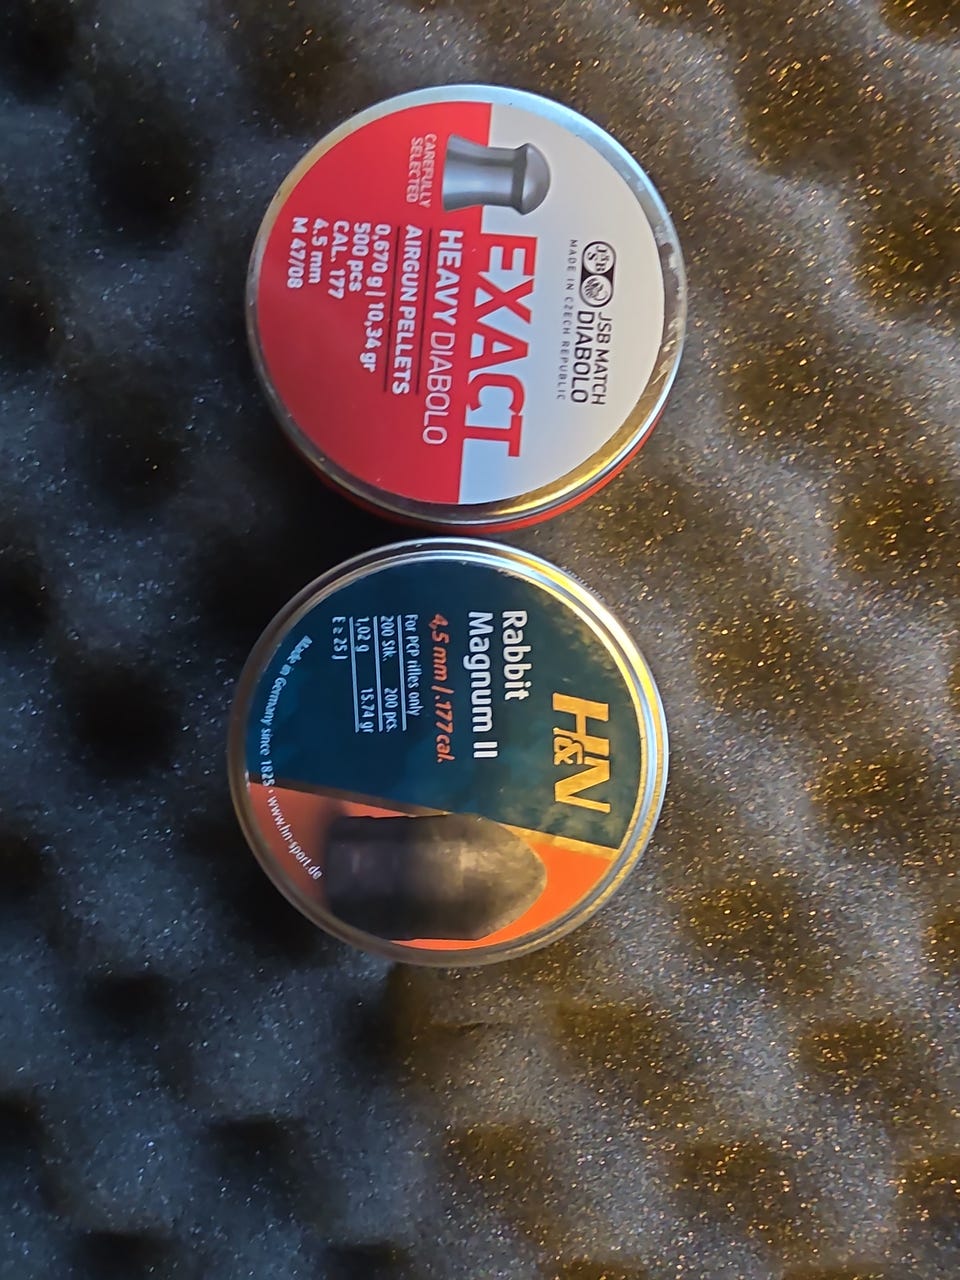 JSB
JSB MATCH
DIABOLO
MADE IN CZECH REPUBLIC
EXACT
HEAVY DIABOLO
AIRGUN PELLETS
0,670 g | 10,34 gr
500 pcs
CAL. 177
4.5 mm
M 47/08
CAREFULLY
SELECTED
H&N
Rabbit
Magnum II
4,5 mm / .177 cal.
For PCP rifles only
200 Stk. 200 pcs.
1,02 g 15.74 gr
E ≥ 25 J
Made in Germany since 1825 · www.hn-sport.de